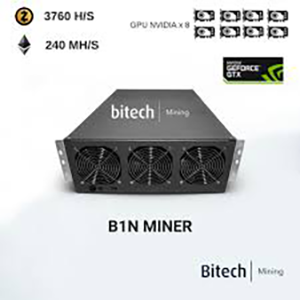 3760 H/S
GPU NVIDIA x 8
240 MH/S
GEFORCE
GTX
bitech | Mining
B1N MINER
Bitech | Mining